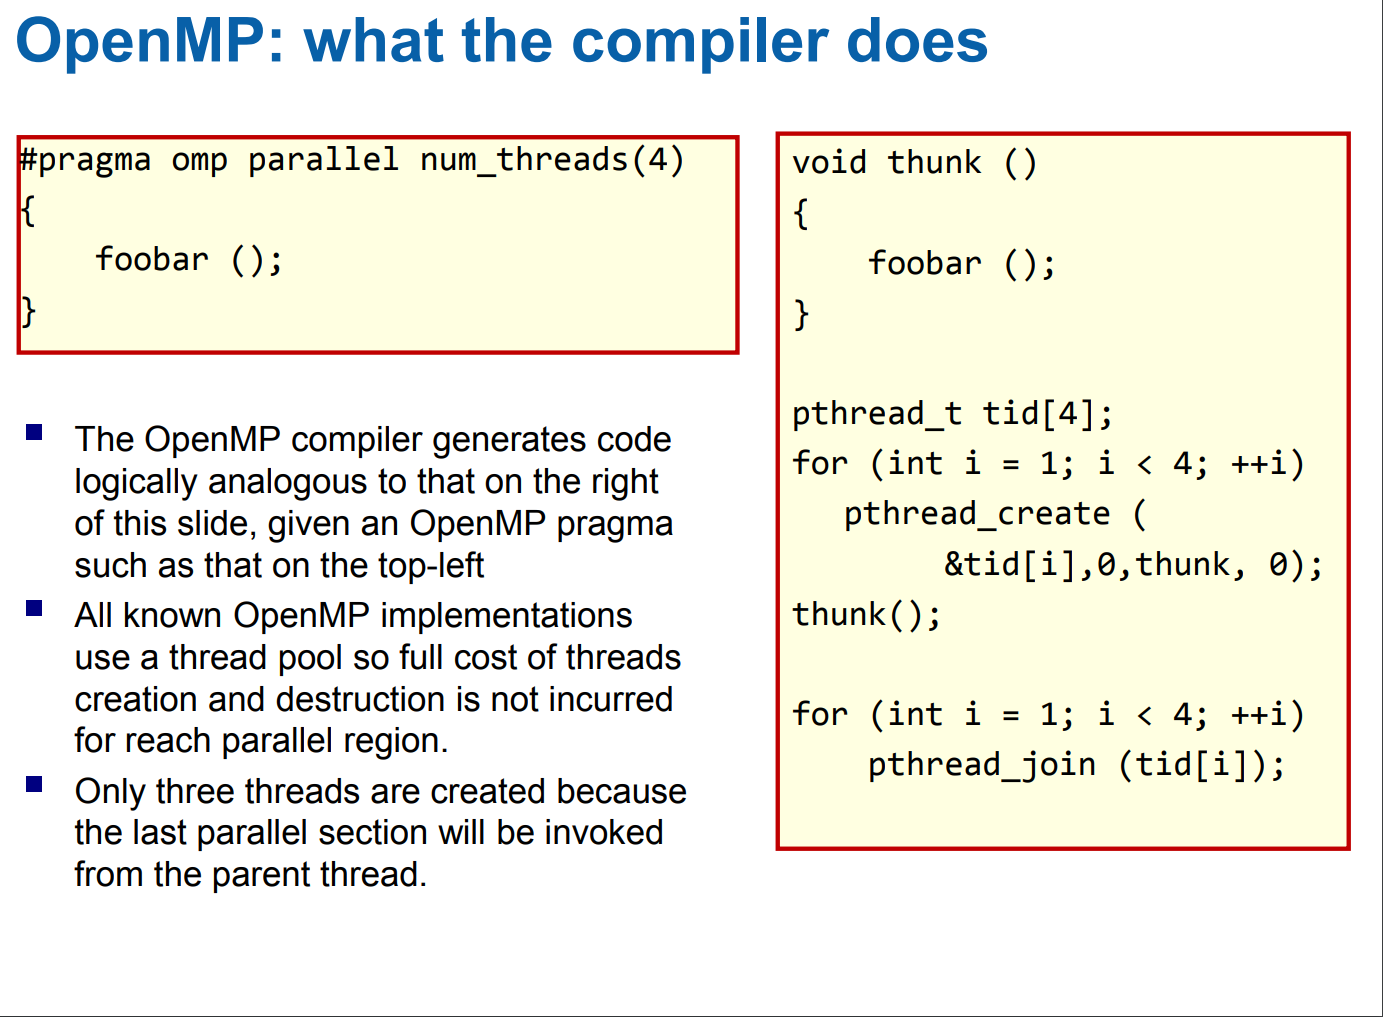 OpenMP: what the compiler does
#pragma omp parallel num_threads(4)
{
    foobar ();
}
The OpenMP compiler generates code
logically analogous to that on the right
of this slide, given an OpenMP pragma
such as that on the top-left
All known OpenMP implementations
use a thread pool so full cost of threads
creation and destruction is not incurred
for reach parallel region.
Only three threads are created because
the last parallel section will be invoked
from the parent thread.
void thunk ()
{
    foobar ();
}
pthread_t tid[4];
for (int i = 1; i < 4; ++i)
   pthread_create (
        &tid[i],0,thunk, 0);
thunk();
for (int i = 1; i < 4; ++i)
    pthread_join (tid[i]);